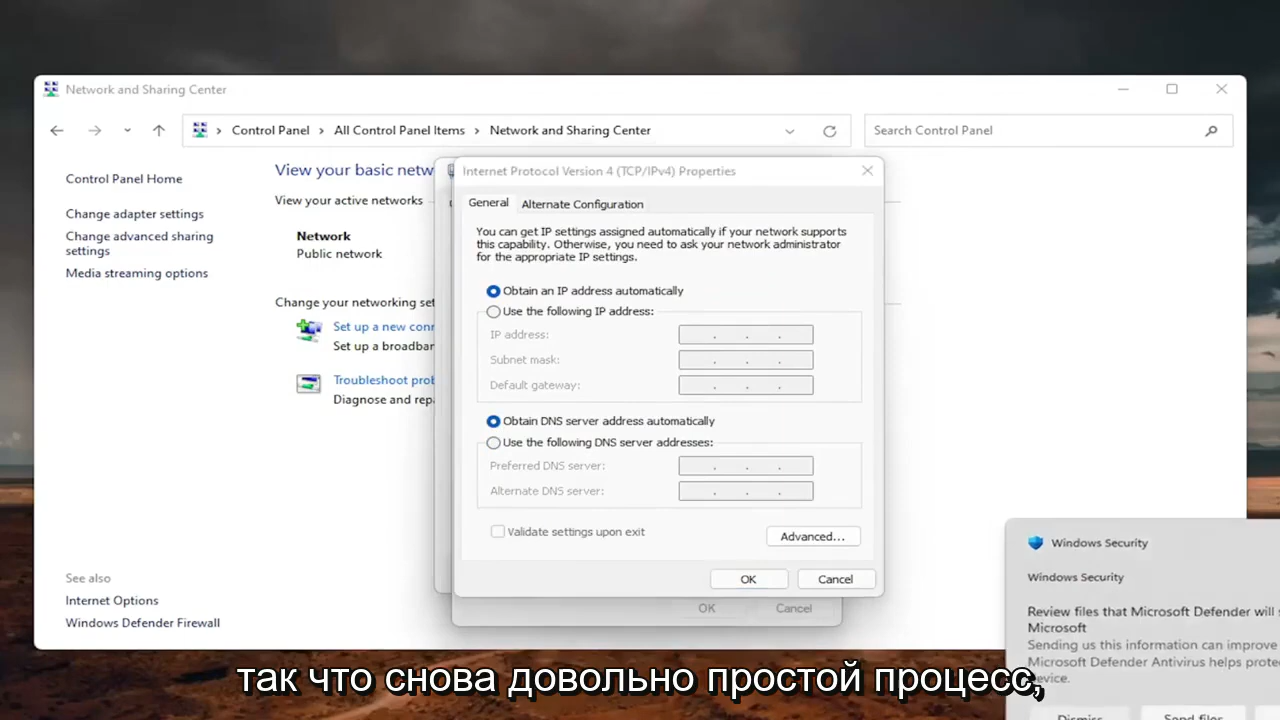 Network and Sharing Center
Control Panel > All Control Panel Items > Network and Sharing Center
Search Control Panel
Control Panel Home
Change adapter settings
Change advanced sharing
settings
Media streaming options
See also
Internet Options
Windows Defender Firewall
View your basic netw
View your active networks
Network
Public network
Change your networking set
Set up a new conn
Set up a broadbar
Troubleshoot prob
Diagnose and repa
Internet Protocol Version 4 (TCP/IPv4) Properties
General
Alternate Configuration
You can get IP settings assigned automatically if your network supports
this capability. Otherwise, you need to ask your network administrator
for the appropriate IP settings.
Obtain an IP address automatically
Use the following IP address:
IP address:
Subnet mask:
Default gateway:
Obtain DNS server address automatically
Use the following DNS server addresses:
Preferred DNS server:
Alternate DNS server:
Validate settings upon exit
Advanced...
OK Cancel
OK Cancel
Windows Security
Windows Security
Review files that Microsoft Defender will s
Microsoft
Sending us this information can improve
Microsoft Defender Antivirus helps prote
device.
Dismiss Send files
так что снова довольно простой процесс,